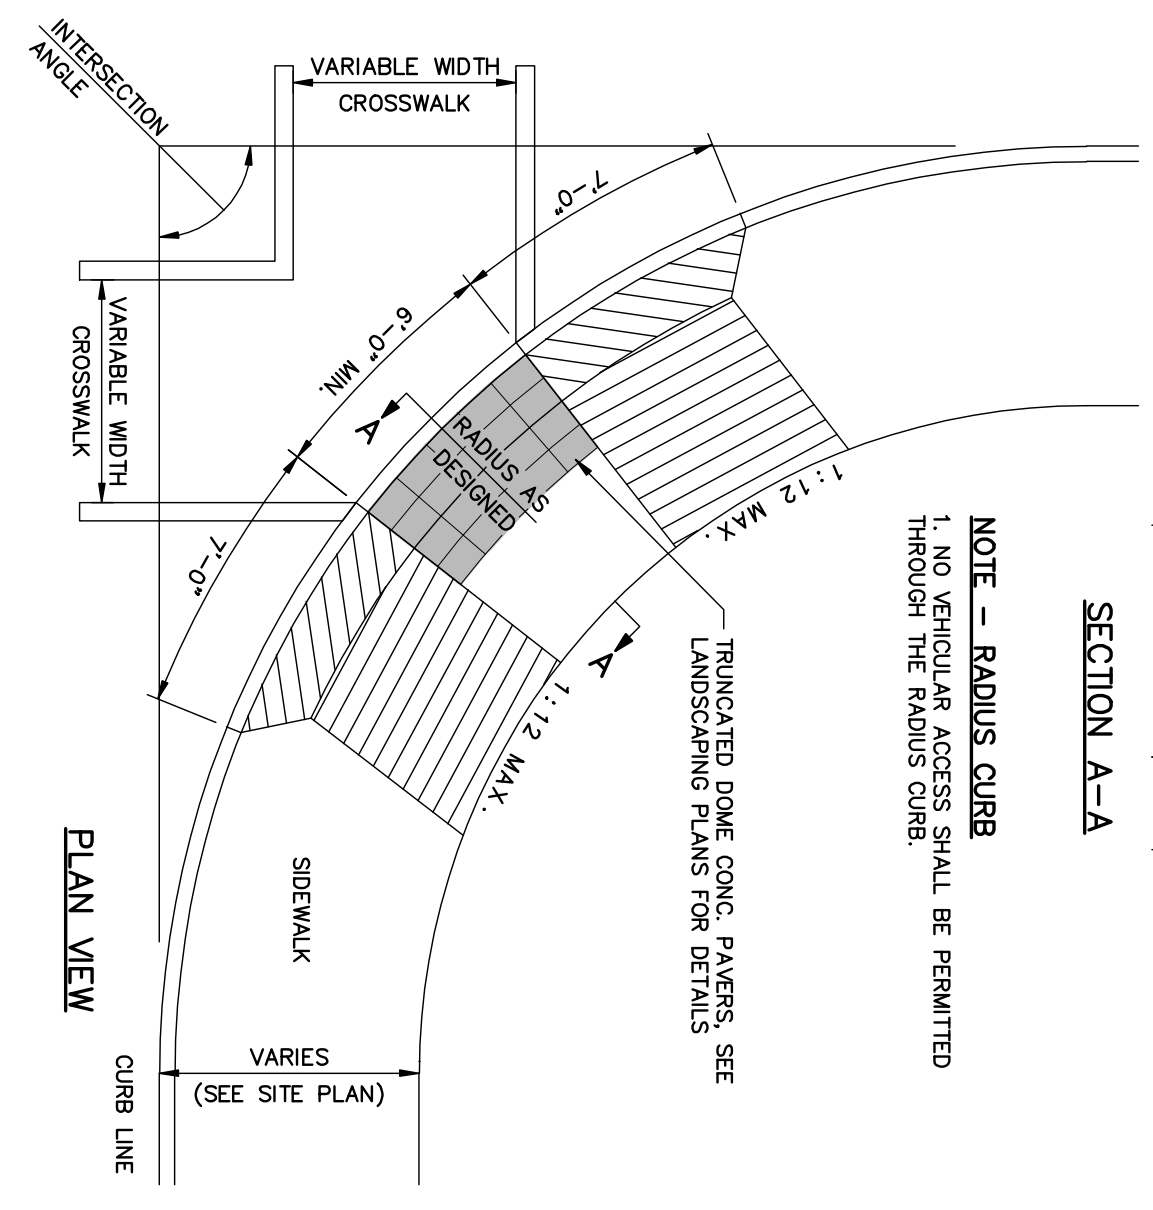 INTERSECTION
ANGLE
VARIABLE WIDTH
CROSSWALK
7'-0"
6'-0" MIN.
7'-0"
VARIABLE WIDTH
CROSSWALK
A
RADIUS AS
DESIGNED
A
1:12 MAX.
1:12 MAX.
TRUNCATED DOME CONC. PAVERS, SEE
LANDSCAPING PLANS FOR DETAILS
SIDEWALK
VARIES
(SEE SITE PLAN)
CURB LINE
PLAN VIEW
SECTION A-A
NOTE - RADIUS CURB
1. NO VEHICULAR ACCESS SHALL BE PERMITTED
THROUGH THE RADIUS CURB.